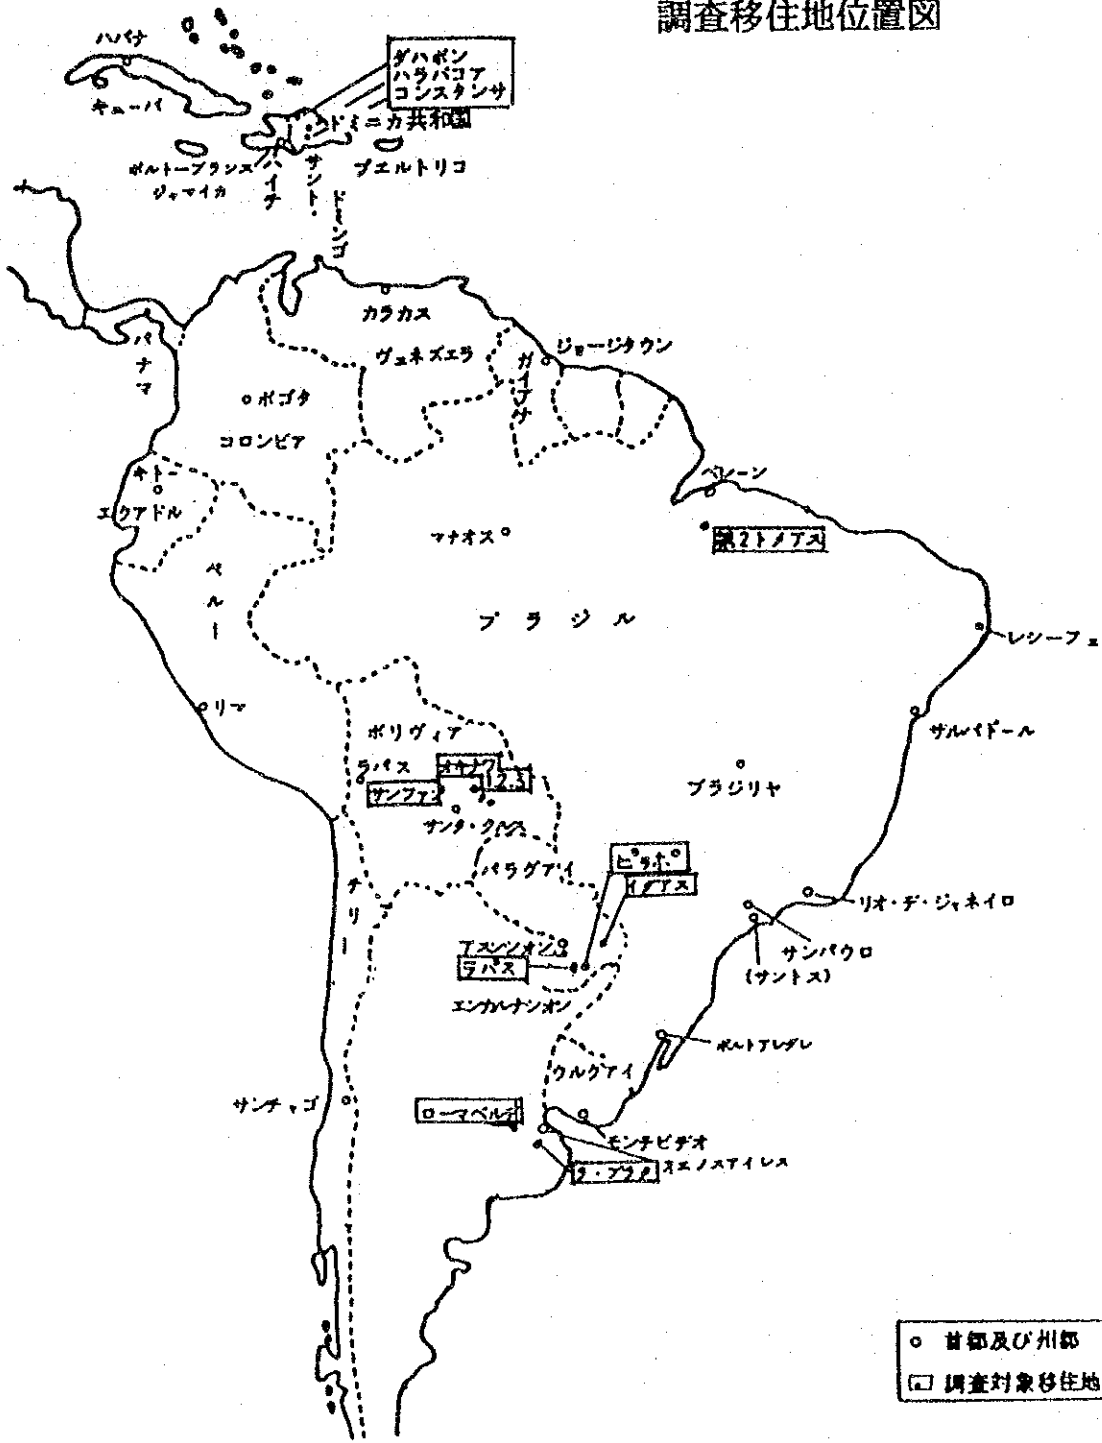 調査移住地位置図
ハバナ
キューバ
ダハボン
ハラバコア
コンスタンサ
ドミニカ共和国
ポルトープランス
ジャマイカ
ハイチ
サント・
ドミンゴ
プエルトリコ
カラカス
ヴェネズエラ
ガイアナ
ジョージタウン
パナマ
ボゴタ
コロンビア
キトー
エクアドル
ベレーン
第2トメアス
マナオス
ペルー
ブラジル
レシーフェ
リマ
サルバドール
ボリヴィア
ラパス
オキナワ
1.2.3
サンファン
サンタ・クルス
ブラジリヤ
パラグアイ
ピラポ
イグアス
チリー
リオ・デ・ジャネイロ
サンパウロ
(サントス)
アスンシオン
ラパス
エンカルナシオン
ポルトアレグレ
ウルグアイ
サンチャゴ
ローマベルデ
モンテビデオ
ラ・プラタ
ブエノスアイレス
首都及び州都
調査対象移住地